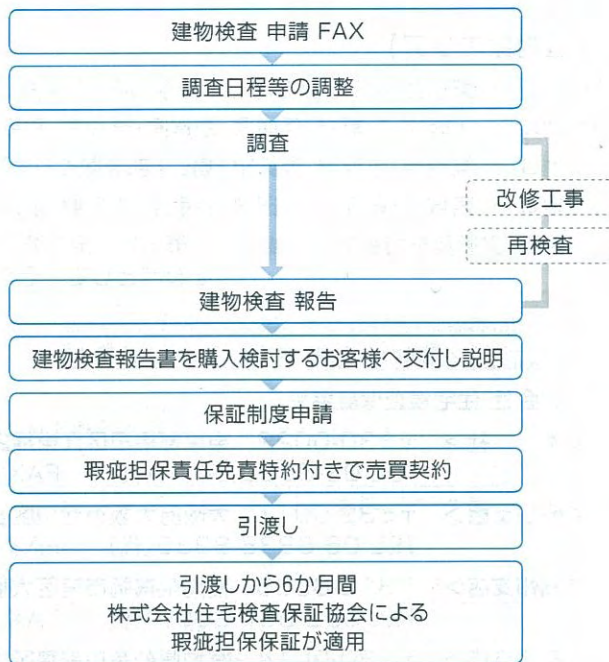 建物検査 申請 FAX
調査日程等の調整
調査
改修工事
再検査
建物検査 報告
建物検査報告書を購入検討するお客様へ交付し説明
保証制度申請
瑕疵担保責任免責特約付きで売買契約
引渡し
引渡しから6か月間
株式会社住宅検査保証協会による
瑕疵担保保証が適用